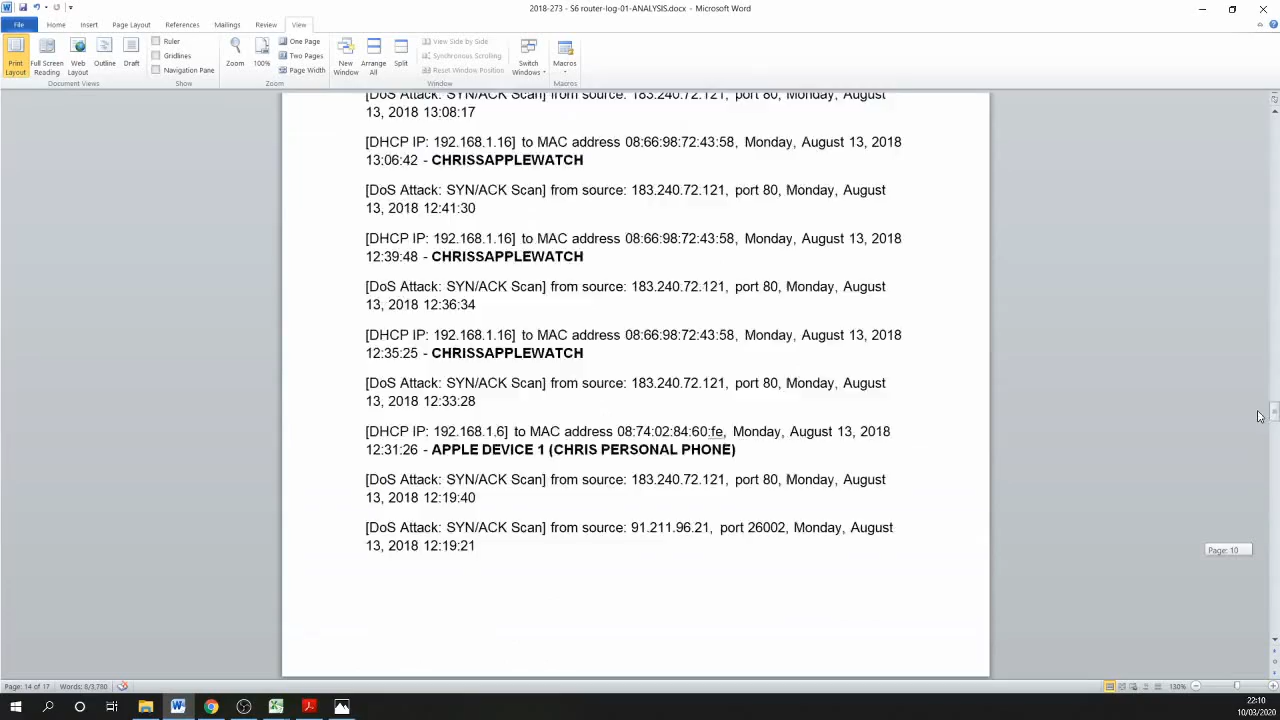 2018-273 - S6 router-log-01-ANALYSIS.docx - Microsoft Word
File Home Insert Page Layout References Mailings Review View
Print Layout
Full Screen Reading
Web Layout
Outline
Draft
Document Views
Ruler
Gridlines
Navigation Pane
Show
Zoom
100%
One Page
Two Pages
Page Width
Zoom
New Window
Arrange All
Split
View Side by Side
Synchronous Scrolling
Reset Window Position
Window
Switch Windows
Macros
Macros
[DoS Attack: SYN/ACK Scan] from source: 183.240.72.121, port 80, Monday, August
13, 2018 13:08:17
[DHCP IP: 192.168.1.16] to MAC address 08:66:98:72:43:58, Monday, August 13, 2018
13:06:42 - CHRISSAPPLEWATCH
[DoS Attack: SYN/ACK Scan] from source: 183.240.72.121, port 80, Monday, August
13, 2018 12:41:30
[DHCP IP: 192.168.1.16] to MAC address 08:66:98:72:43:58, Monday, August 13, 2018
12:39:48 - CHRISSAPPLEWATCH
[DoS Attack: SYN/ACK Scan] from source: 183.240.72.121, port 80, Monday, August
13, 2018 12:36:34
[DHCP IP: 192.168.1.16] to MAC address 08:66:98:72:43:58, Monday, August 13, 2018
12:35:25 - CHRISSAPPLEWATCH
[DoS Attack: SYN/ACK Scan] from source: 183.240.72.121, port 80, Monday, August
13, 2018 12:33:28
[DHCP IP: 192.168.1.6] to MAC address 08:74:02:84:60:fe, Monday, August 13, 2018
12:31:26 - APPLE DEVICE 1 (CHRIS PERSONAL PHONE)
[DoS Attack: SYN/ACK Scan] from source: 183.240.72.121, port 80, Monday, August
13, 2018 12:19:40
[DoS Attack: SYN/ACK Scan] from source: 91.211.96.21, port 26002, Monday, August
13, 2018 12:19:21
Page: 10
Page: 14 of 17 Words: 8/3,780
130%
22:10
10/03/2020